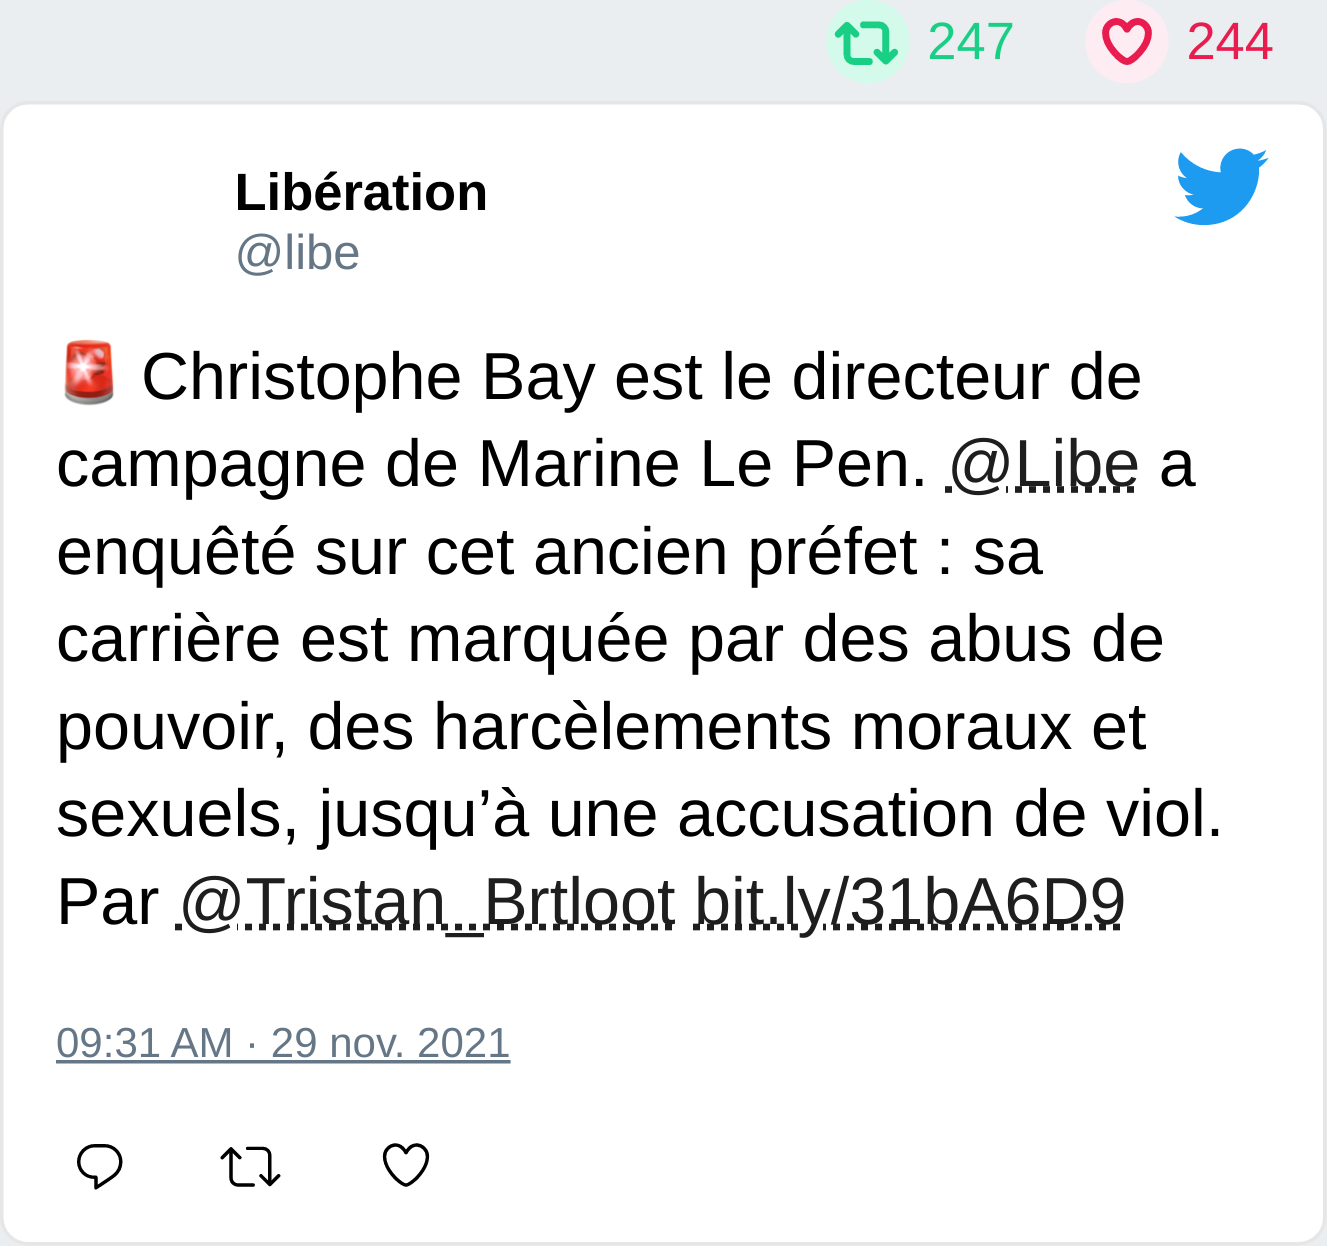 247 244
Libération
@libe
🚨 Christophe Bay est le directeur de
campagne de Marine Le Pen. @Libe a
enquêté sur cet ancien préfet : sa
carrière est marquée par des abus de
pouvoir, des harcèlements moraux et
sexuels, jusqu’à une accusation de viol.
Par @Tristan_Brtloot bit.ly/31bA6D9
09:31 AM · 29 nov. 2021